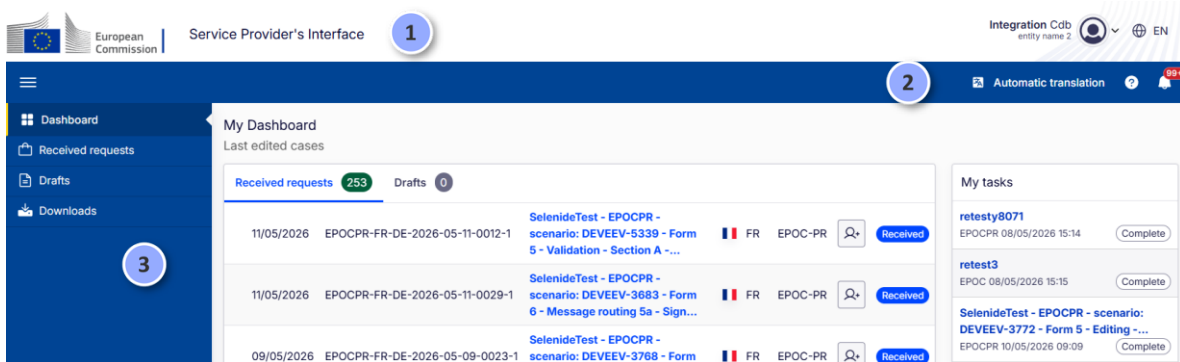 European
Commission
Service Provider's Interface
1
Integration Cdb
entity name 2
EN
2
Automatic translation
?
99+
Dashboard
Received requests
Drafts
Downloads
3
My Dashboard
Last edited cases
Received requests 253 Drafts 0
11/05/2026 EPOCPR-FR-DE-2026-05-11-0012-1
SelenideTest - EPOCPR -
scenario: DEVEEV-5339 - Form
5 - Validation - Section A -...
FR EPOC-PR Received
11/05/2026 EPOCPR-FR-DE-2026-05-11-0029-1
SelenideTest - EPOCPR -
scenario: DEVEEV-3683 - Form
6 - Message routing 5a - Sign...
FR EPOC-PR Received
09/05/2026 EPOCPR-FR-DE-2026-05-09-0023-1
SelenideTest - EPOCPR -
scenario: DEVEEV-3768 - Form
FR EPOC-PR Received
My tasks
retesty8071
EPOCPR 08/05/2026 15:14 Complete
retest3
EPOC 08/05/2026 15:15 Complete
SelenideTest - EPOCPR - scenario:
DEVEEV-3772 - Form 5 - Editing -...
EPOCPR 10/05/2026 09:09 Complete